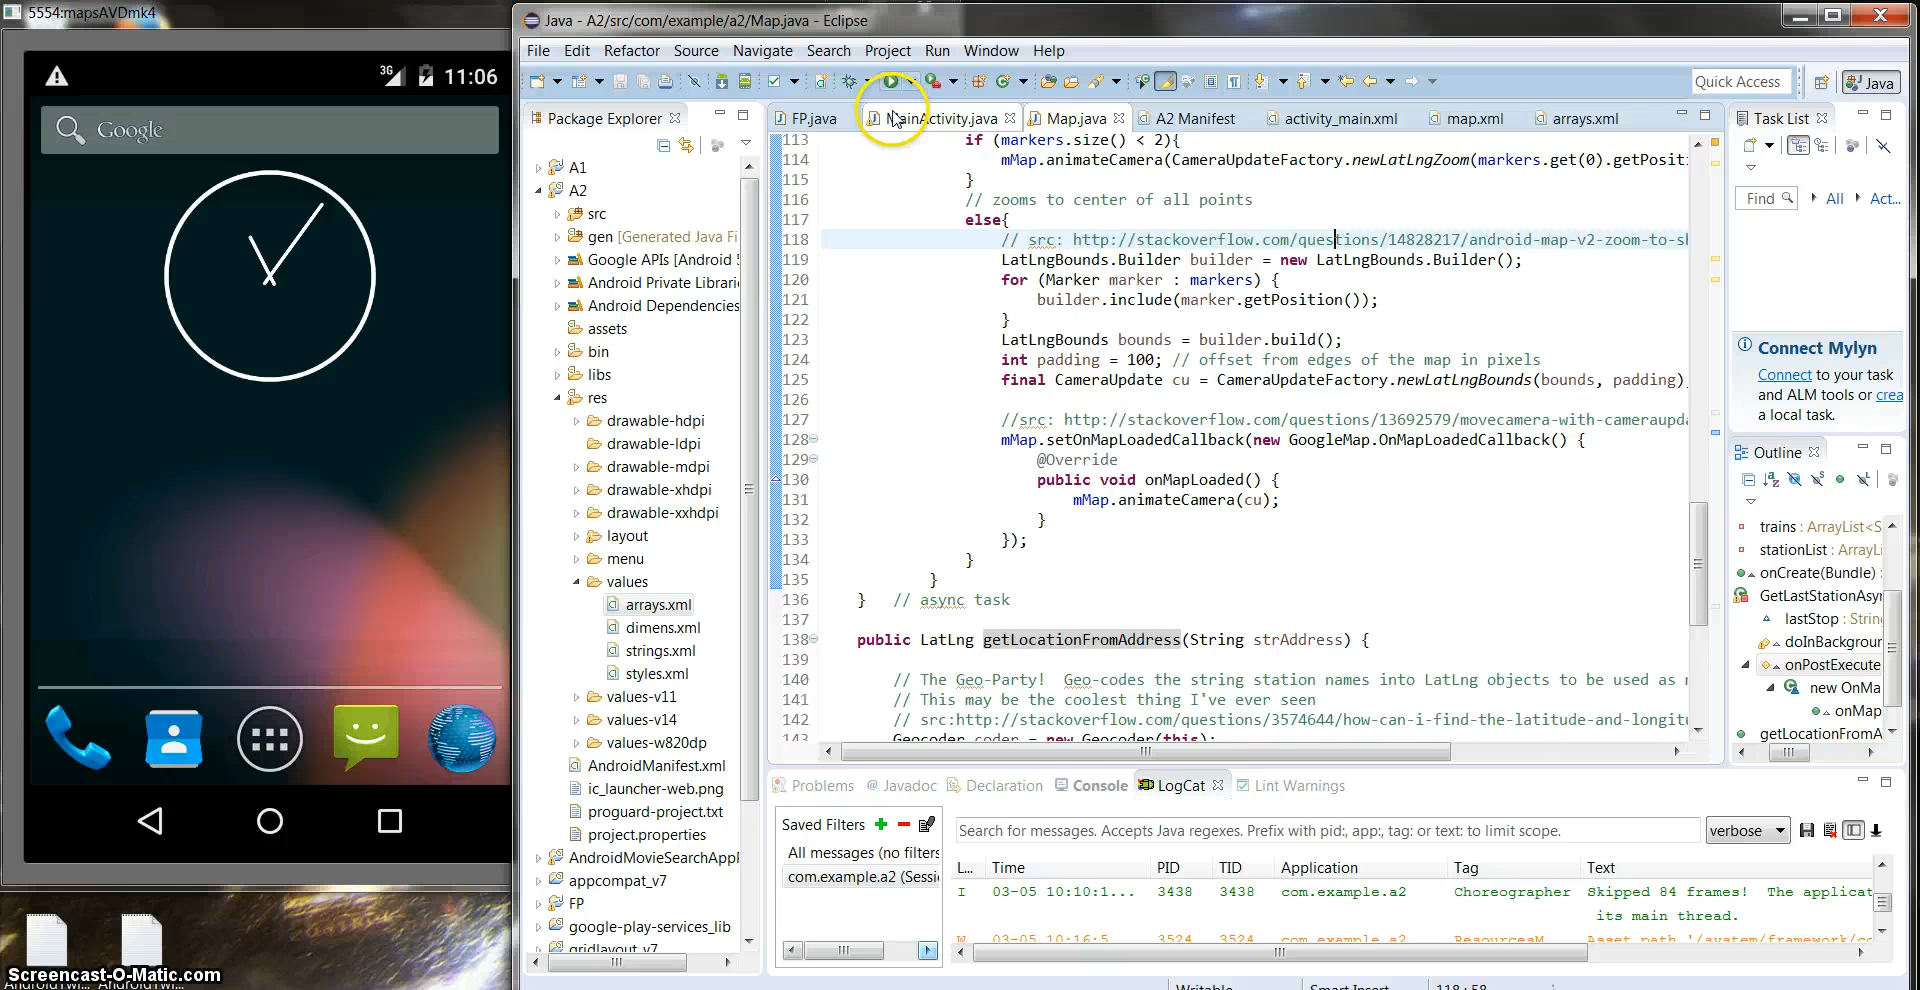 5554:mapsAVDmk4
3G 11:06
Google
Screencast-O-Matic.com
Java - A2/src/com/example/a2/Map.java - Eclipse
File Edit Refactor Source Navigate Search Project Run Window Help
Quick Access
Java
Package Explorer
A1
A2
src
gen [Generated Java Fi
Google APIs [Android 5
Android Private Librari
Android Dependencies
assets
bin
libs
res
drawable-hdpi
drawable-ldpi
drawable-mdpi
drawable-xhdpi
drawable-xxhdpi
layout
menu
values
arrays.xml
dimens.xml
strings.xml
styles.xml
values-v11
values-v14
values-w820dp
AndroidManifest.xml
ic_launcher-web.png
proguard-project.txt
project.properties
AndroidMovieSearchAppF
appcompat_v7
FP
google-play-services_lib
gridlayout_v7
FP.java MainActivity.java Map.java A2 Manifest activity_main.xml map.xml arrays.xml
113 if (markers.size() < 2){
114 mMap.animateCamera(CameraUpdateFactory.newLatLngZoom(markers.get(0).getPositi
115 }
116 // zooms to center of all points
117 else{
118 // src: http://stackoverflow.com/questions/14828217/android-map-v2-zoom-to-sh
119 LatLngBounds.Builder builder = new LatLngBounds.Builder();
120 for (Marker marker : markers) {
121 builder.include(marker.getPosition());
122 }
123 LatLngBounds bounds = builder.build();
124 int padding = 100; // offset from edges of the map in pixels
125 final CameraUpdate cu = CameraUpdateFactory.newLatLngBounds(bounds, padding)
126
127 //src: http://stackoverflow.com/questions/13692579/movecamera-with-cameraupda
128 mMap.setOnMapLoadedCallback(new GoogleMap.OnMapLoadedCallback() {
129 @Override
130 public void onMapLoaded() {
131 mMap.animateCamera(cu);
132 }
133 });
134 }
135 }
136 } // async task
137
138 public LatLng getLocationFromAddress(String strAddress) {
139
140 // The Geo-Party! Geo-codes the string station names into LatLng objects to be used as m
141 // This may be the coolest thing I've ever seen
142 // src:http://stackoverflow.com/questions/3574644/how-can-i-find-the-latitude-and-longitu
143 Geocoder coder = new Geocoder(this);
Task List
Find All Act...
Connect Mylyn
Connect to your task
and ALM tools or crea
a local task.
Outline
trains : ArrayList<S
stationList : ArrayLi
onCreate(Bundle) :
GetLastStationAsyr
lastStop : String
doInBackgroun
onPostExecute
new OnMa
onMap
getLocationFromA
Problems Javadoc Declaration Console LogCat Lint Warnings
Saved Filters
All messages (no filters
com.example.a2 (Sessi
Search for messages. Accepts Java regexes. Prefix with pid:, app:, tag: or text: to limit scope.
verbose
L... Time PID TID Application Tag Text
I 03-05 10:10:1... 3438 3438 com.example.a2 Choreographer Skipped 84 frames! The applicat
its main thread.
W 03-05 10:16:5 3524 3524 com.example.a2 ResourcesM Asset path '/system/framework/co
Writable Smart Insert 118 : 58